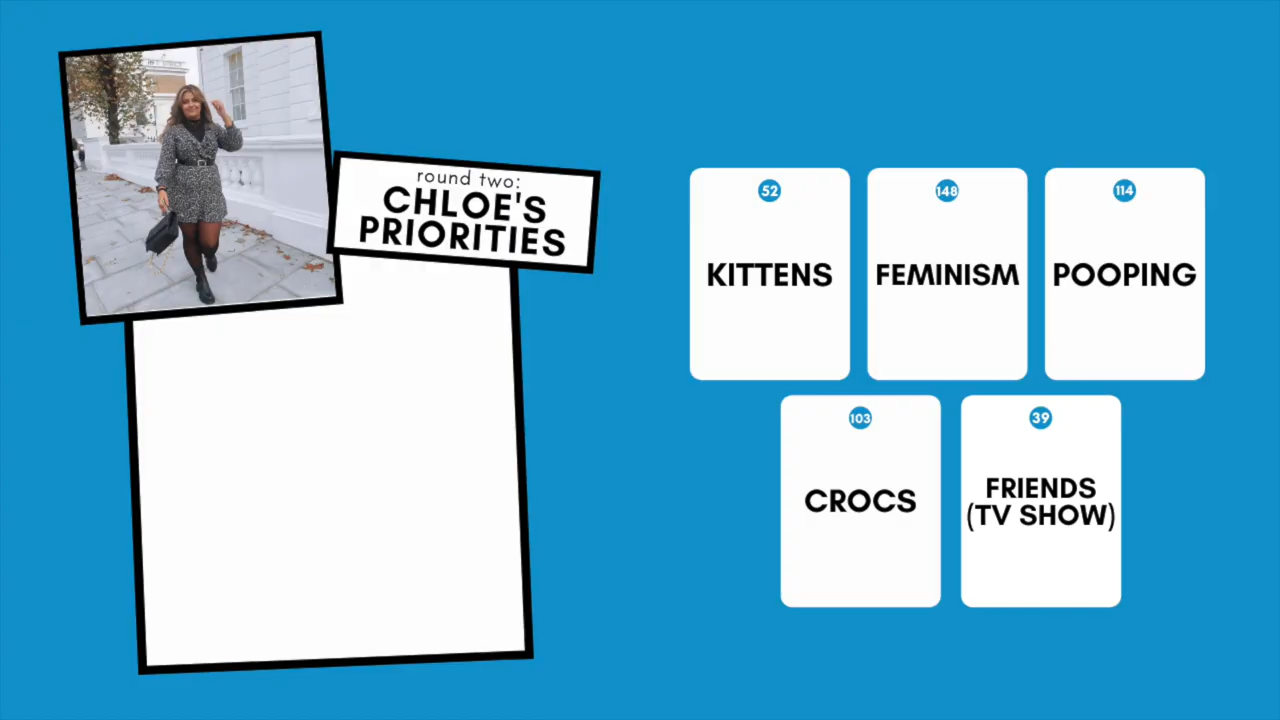 round two:
CHLOE'S
PRIORITIES
52
KITTENS
148
FEMINISM
114
POOPING
103
CROCS
39
FRIENDS
(TV SHOW)